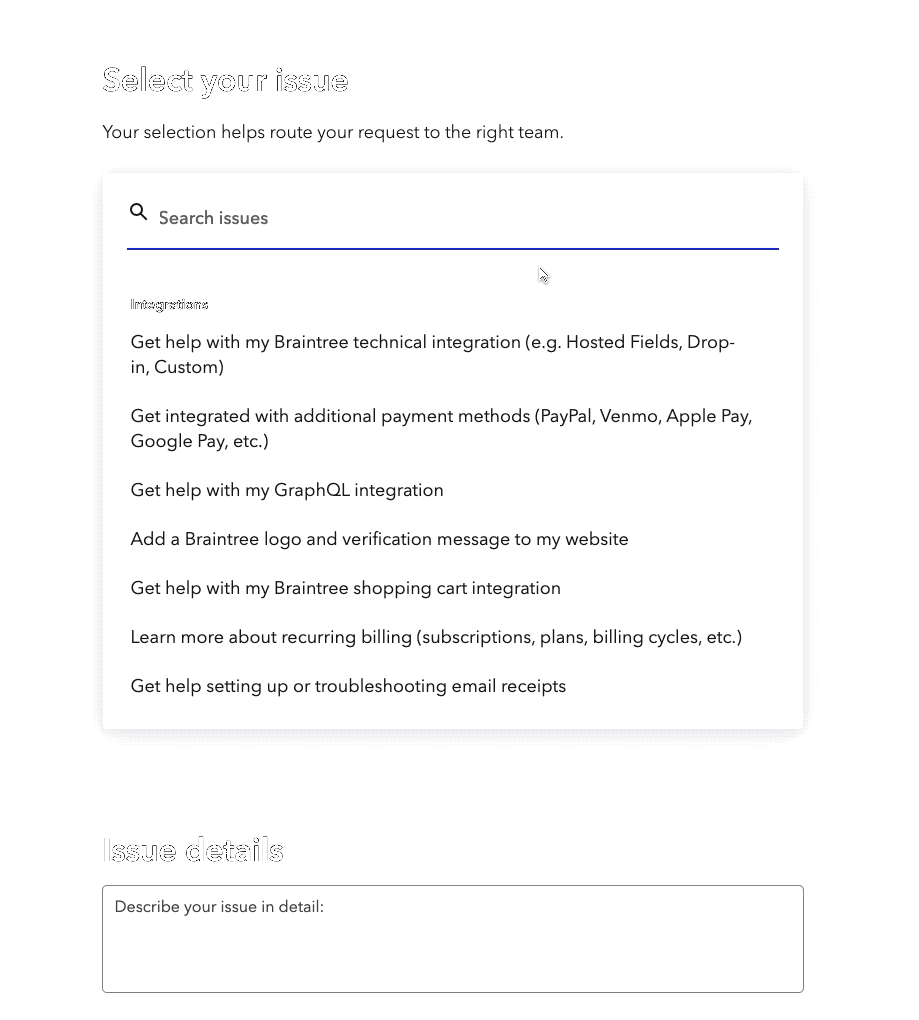 Select your issue
Your selection helps route your request to the right team.
Search issues
Integrations
Get help with my Braintree technical integration (e.g. Hosted Fields, Drop-
in, Custom)
Get integrated with additional payment methods (PayPal, Venmo, Apple Pay,
Google Pay, etc.)
Get help with my GraphQL integration
Add a Braintree logo and verification message to my website
Get help with my Braintree shopping cart integration
Learn more about recurring billing (subscriptions, plans, billing cycles, etc.)
Get help setting up or troubleshooting email receipts
Issue details
Describe your issue in detail: